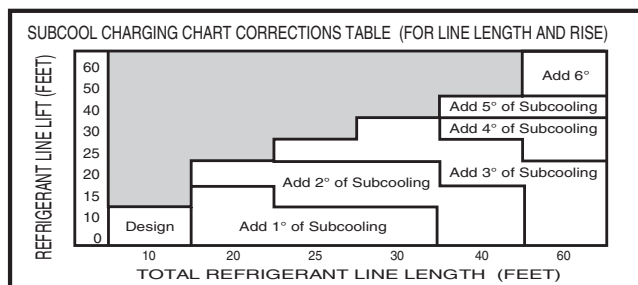 SUBCOOL CHARGING CHART CORRECTIONS TABLE (FOR LINE LENGTH AND RISE)
REFRIGERANT LINE LIFT (FEET)
60
50
40
30
25
20
15
10
0
Add 6°
Add 5° of Subcooling
Add 4° of Subcooling
Add 3° of Subcooling
Add 2° of Subcooling
Design
Add 1° of Subcooling
10 20 25 30 40 60
TOTAL REFRIGERANT LINE LENGTH (FEET)